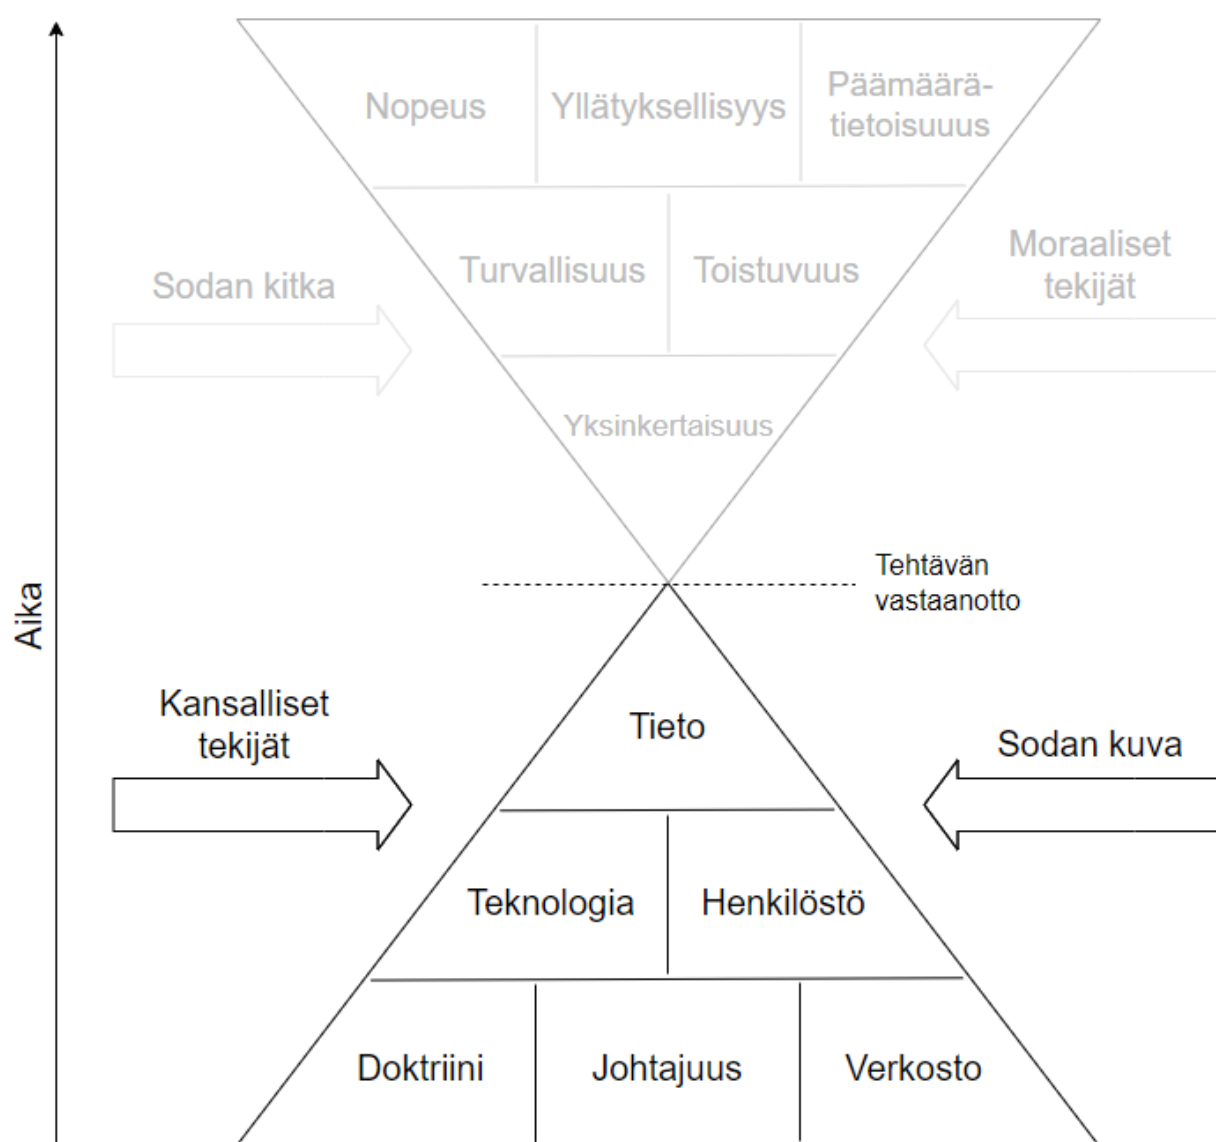 Nopeus
Yllätyksellisyys
Päämäärä-
tietoisuuus
Sodan kitka
Turvallisuus
Toistuvuus
Moraaliset
tekijät
Yksinkertaisuus
Tehtävän
vastaanotto
Aika
Kansalliset
tekijät
Tieto
Sodan kuva
Teknologia
Henkilöstö
Doktriini
Johtajuus
Verkosto